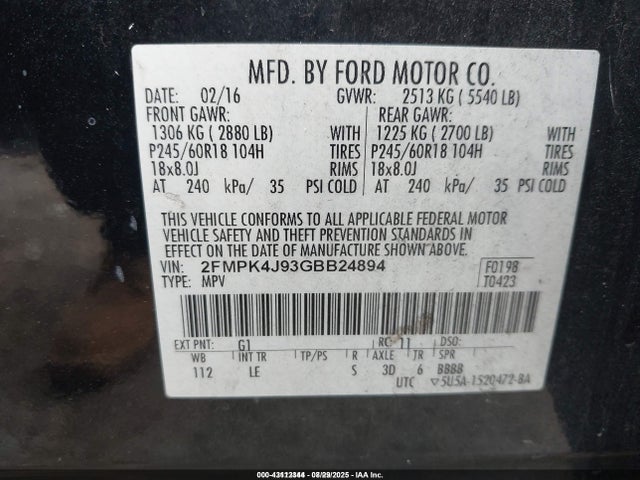 MFD. BY FORD MOTOR CO.
DATE: 02/16 GVWR: 2513 KG ( 5540 LB)
FRONT GAWR: REAR GAWR:
1306 KG ( 2880 LB) WITH 1225 KG ( 2700 LB) WITH
P245/60R18 104H TIRES P245/60R18 104H TIRES
18x8.0J RIMS 18x8.0J RIMS
AT 240 kPa/ 35 PSI COLD AT 240 kPa/ 35 PSI COLD
THIS VEHICLE CONFORMS TO ALL APPLICABLE FEDERAL MOTOR
VEHICLE SAFETY AND THEFT PREVENTION STANDARDS IN
EFFECT ON THE DATE OF MANUFACTURE SHOWN ABOVE.
VIN: 2FMPK4J93GBB24894 F0198
TYPE: MPV T0423
EXT PNT: G1 RC: 11 DSO:
WB INT TR TP/PS R AXLE TR SPR
112 LE S 3D 6 BBBB
UTC ▽5U5A-1520472-BA
000-43112344 - 08/29/2025 - IAA Inc.